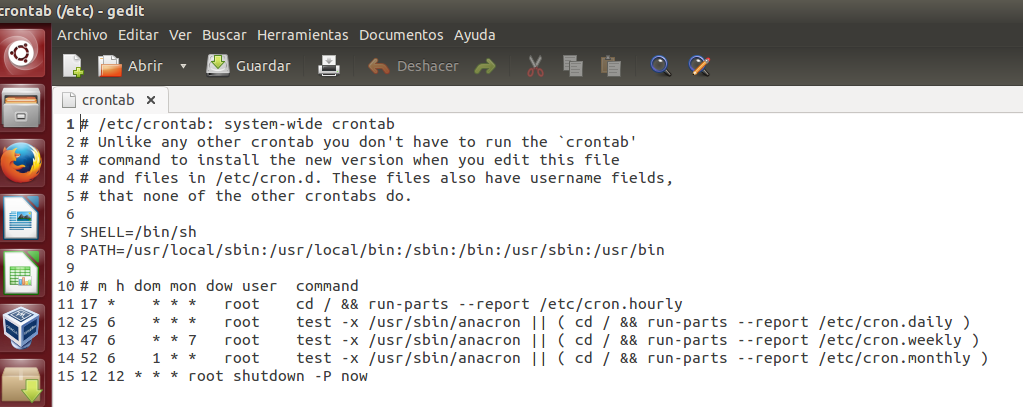 crontab (/etc) - gedit
Archivo Editar Ver Buscar Herramientas Documentos Ayuda
Abrir Guardar Deshacer
crontab
1 # /etc/crontab: system-wide crontab
2 # Unlike any other crontab you don't have to run the `crontab'
3 # command to install the new version when you edit this file
4 # and files in /etc/cron.d. These files also have username fields,
5 # that none of the other crontabs do.
6
7 SHELL=/bin/sh
8 PATH=/usr/local/sbin:/usr/local/bin:/sbin:/bin:/usr/sbin:/usr/bin
9
10 # m h dom mon dow user  command
11 17 *    * * *   root    cd / && run-parts --report /etc/cron.hourly
12 25 6    * * *   root    test -x /usr/sbin/anacron || ( cd / && run-parts --report /etc/cron.daily )
13 47 6    * * 7   root    test -x /usr/sbin/anacron || ( cd / && run-parts --report /etc/cron.weekly )
14 52 6    1 * *   root    test -x /usr/sbin/anacron || ( cd / && run-parts --report /etc/cron.monthly )
15 12 12 * * * root shutdown -P now